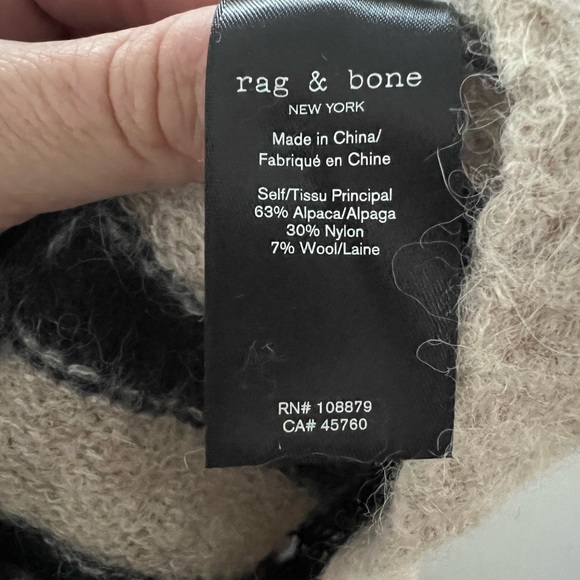 rag & bone
NEW YORK
Made in China/
Fabriqué en Chine
Self/Tissu Principal
63% Alpaca/Alpaga
30% Nylon
7% Wool/Laine
RN# 108879
CA# 45760